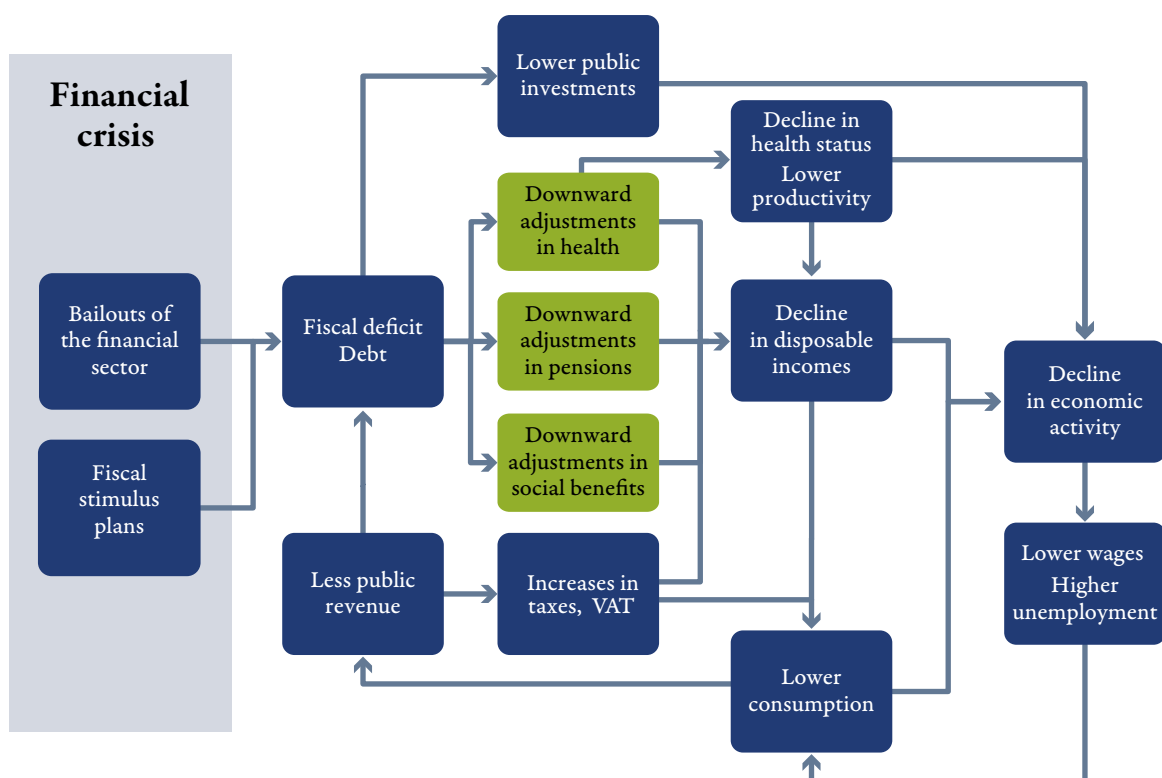 Financial
crisis
Bailouts of
the financial
sector
Fiscal
stimulus
plans
Fiscal deficit
Debt
Less public
revenue
Lower public
investments
Downward
adjustments
in health
Downward
adjustments
in pensions
Downward
adjustments in
social benefits
Increases in
taxes, VAT
Decline in
health status
Lower
productivity
Decline
in disposable
incomes
Lower
consumption
Decline
in economic
activity
Lower wages
Higher
unemployment